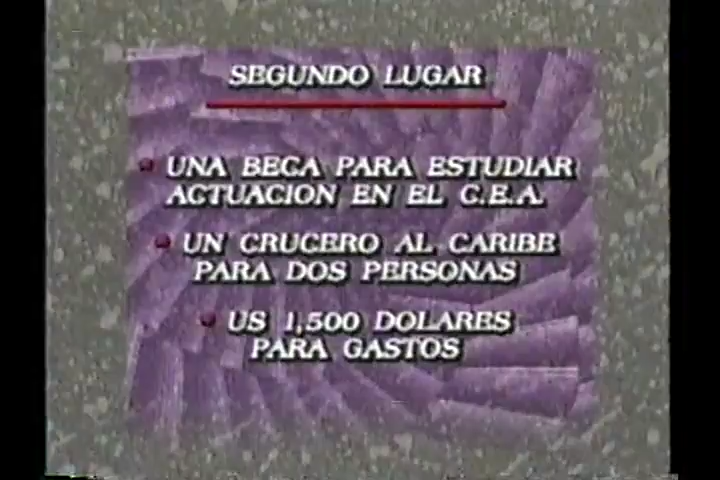 SEGUNDO LUGAR
UNA BECA PARA ESTUDIAR
ACTUACION EN EL C.E.A.
UN CRUCERO AL CARIBE
PARA DOS PERSONAS
US 1,500 DOLARES
PARA GASTOS